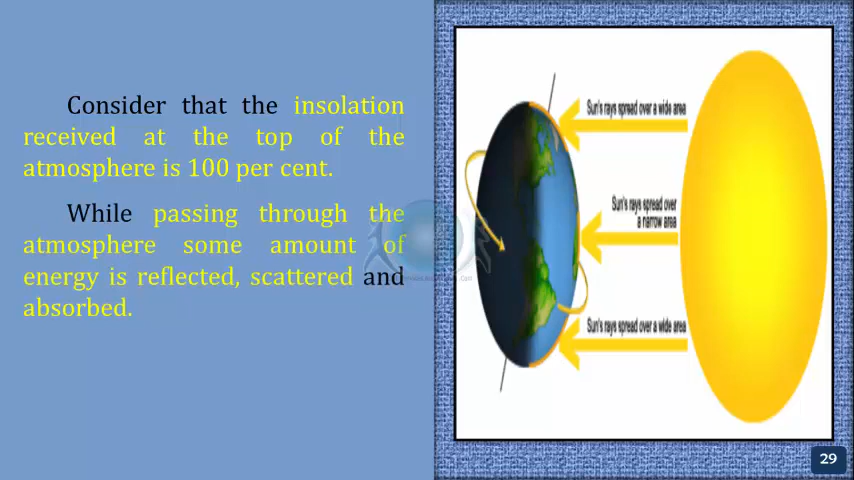 Consider that the insolation
received at the top of the
atmosphere is 100 per cent.
While passing through the
atmosphere some amount of
energy is reflected, scattered and
absorbed.
Sun's rays spread over a wide area
Sun's rays spread over
a narrow area
Sun's rays spread over a wide area
29